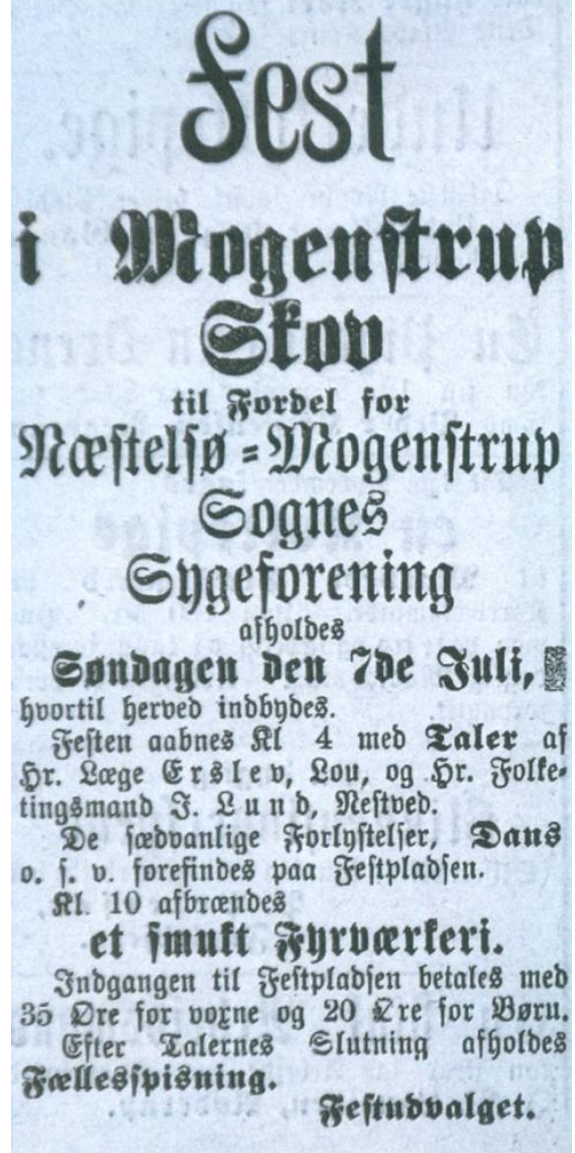 Fest
i Mogenstrup
Skov
til Fordel for
Næstelsø=Mogenstrup
Sognes
Sygeforening
afholdes
Søndagen den 7de Juli,
hvortil herved indbydes.
Festen aabnes Kl 4 med Taler af
Hr. Læge Erslev, Lou, og Hr. Folke-
tingsmand J. Lund, Nestved.
De sædvanlige Forlystelser, Dans
o. s. v. forefindes paa Festpladsen.
Kl. 10 afbrændes
et smukt Fyrværkeri.
Indgangen til Festpladsen betales med
35 Øre for voxne og 20 Øre for Børn.
Efter Talernes Slutning afholdes
Fællesspisning.
Festudvalget.